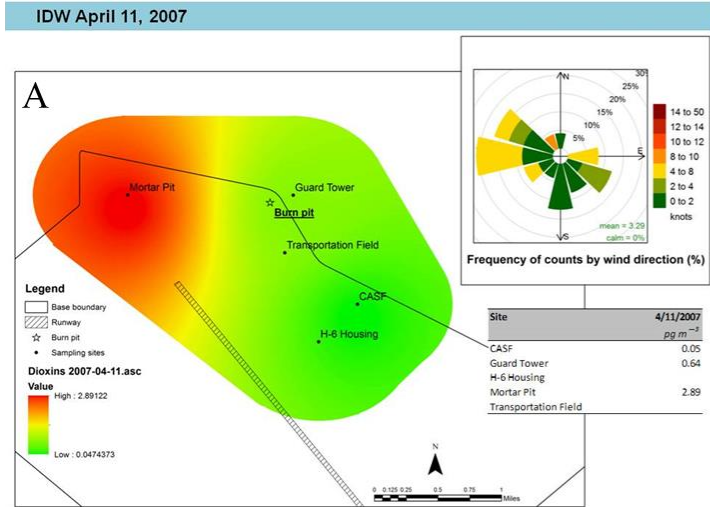 IDW April 11, 2007
A
Mortar Pit
Guard Tower
Burn pit
Transportation Field
CASF
H-6 Housing
Legend
Base boundary
Runway
Burn pit
Sampling sites
Dioxins 2007-04-11.asc
Value
High : 2.89122
Low : 0.0474373
N
0 0.125 0.25 0.5 0.75 1
Miles
N
E
S
5%
10%
15%
20%
25%
30%
14 to 50
12 to 14
10 to 12
8 to 10
4 to 8
2 to 4
0 to 2
knots
mean = 3.29
calm = 0%
Frequency of counts by wind direction (%)
Site 4/11/2007
pg m⁻³
CASF 0.05
Guard Tower 0.64
H-6 Housing
Mortar Pit 2.89
Transportation Field